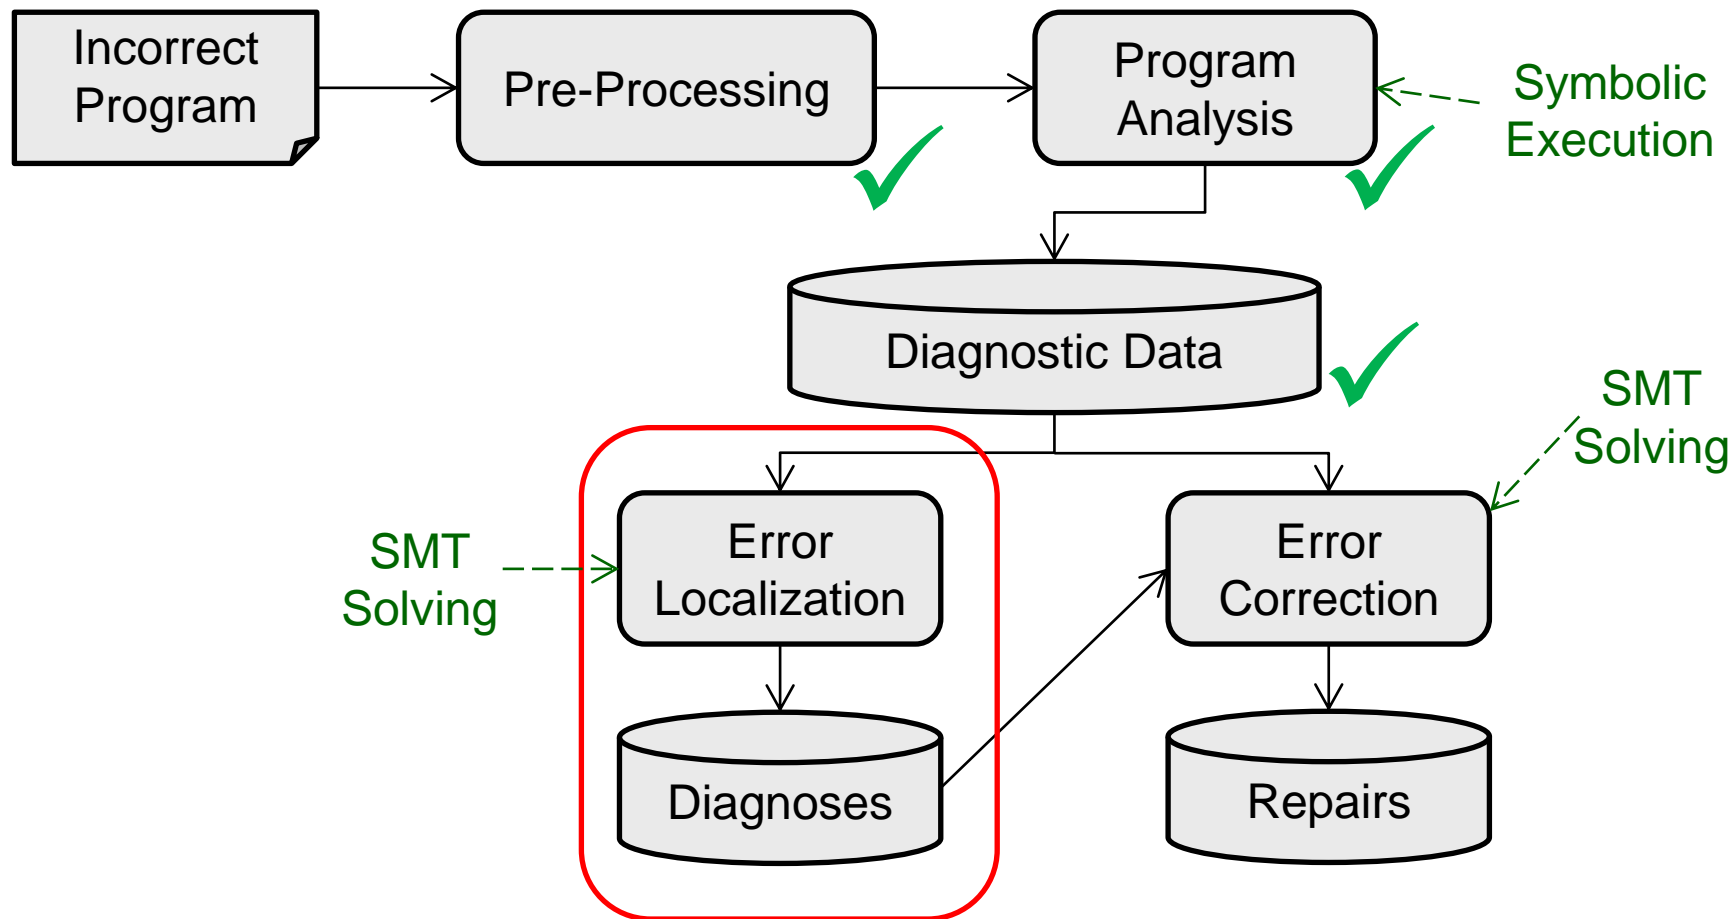 Incorrect
Program
Pre-Processing
Program
Analysis
Symbolic
Execution
Diagnostic Data
SMT
Solving
SMT
Solving
Error
Localization
Error
Correction
Diagnoses
Repairs